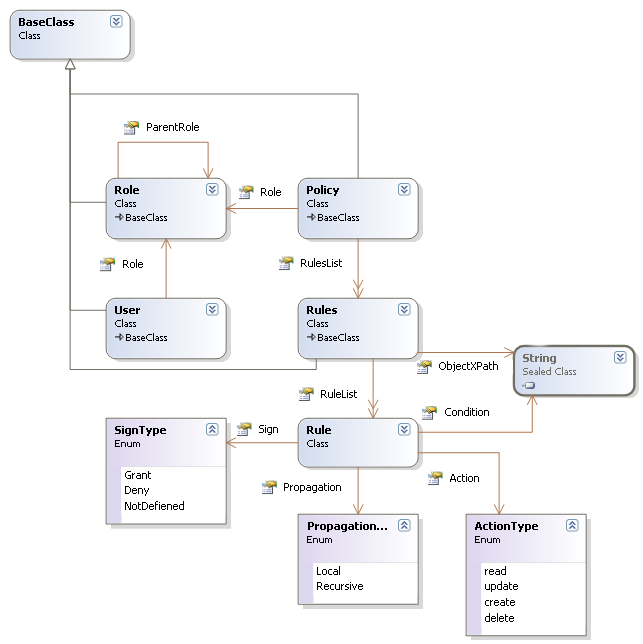 BaseClass
Class
ParentRole
Role
Class
BaseClass
Role
Policy
Class
BaseClass
Role
RulesList
User
Class
BaseClass
Rules
Class
BaseClass
String
Sealed Class
ObjectXPath
RuleList
Condition
SignType
Enum
Grant
Deny
NotDefiened
Sign
Rule
Class
Propagation
Action
Propagation...
Enum
Local
Recursive
ActionType
Enum
read
update
create
delete